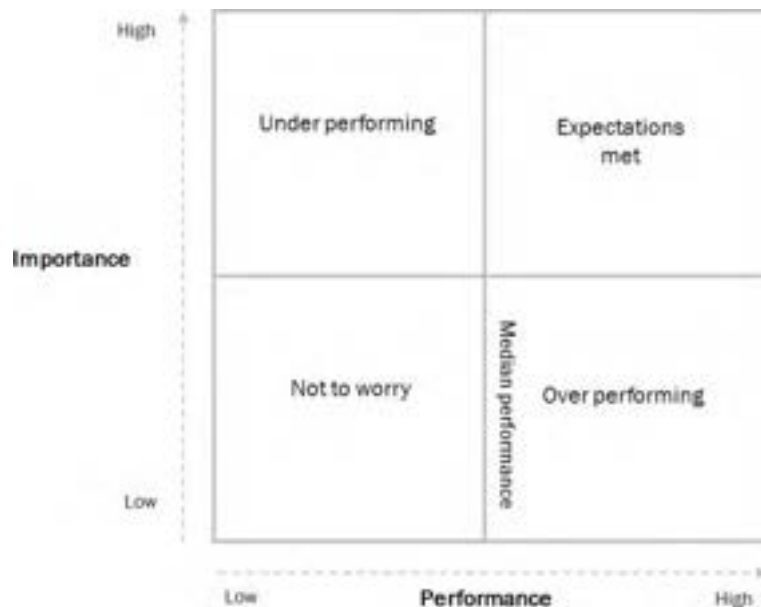 High
Under performing
Expectations
met
Importance
Median performance
Not to worry
Over performing
Low
Low
Performance
High